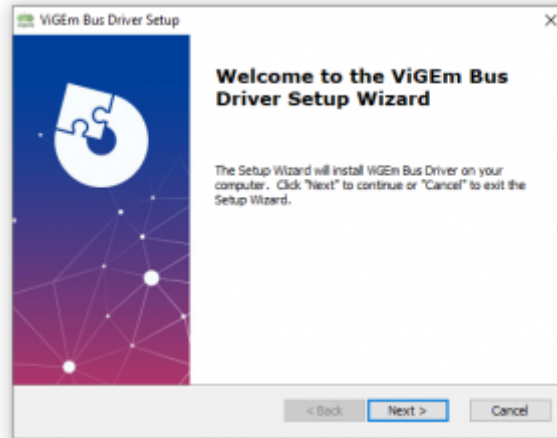 ViGEm Bus Driver Setup
Welcome to the ViGEm Bus
Driver Setup Wizard
The Setup Wizard will install ViGEm Bus Driver on your
computer. Click "Next" to continue or "Cancel" to exit the
Setup Wizard.
< Back Next > Cancel